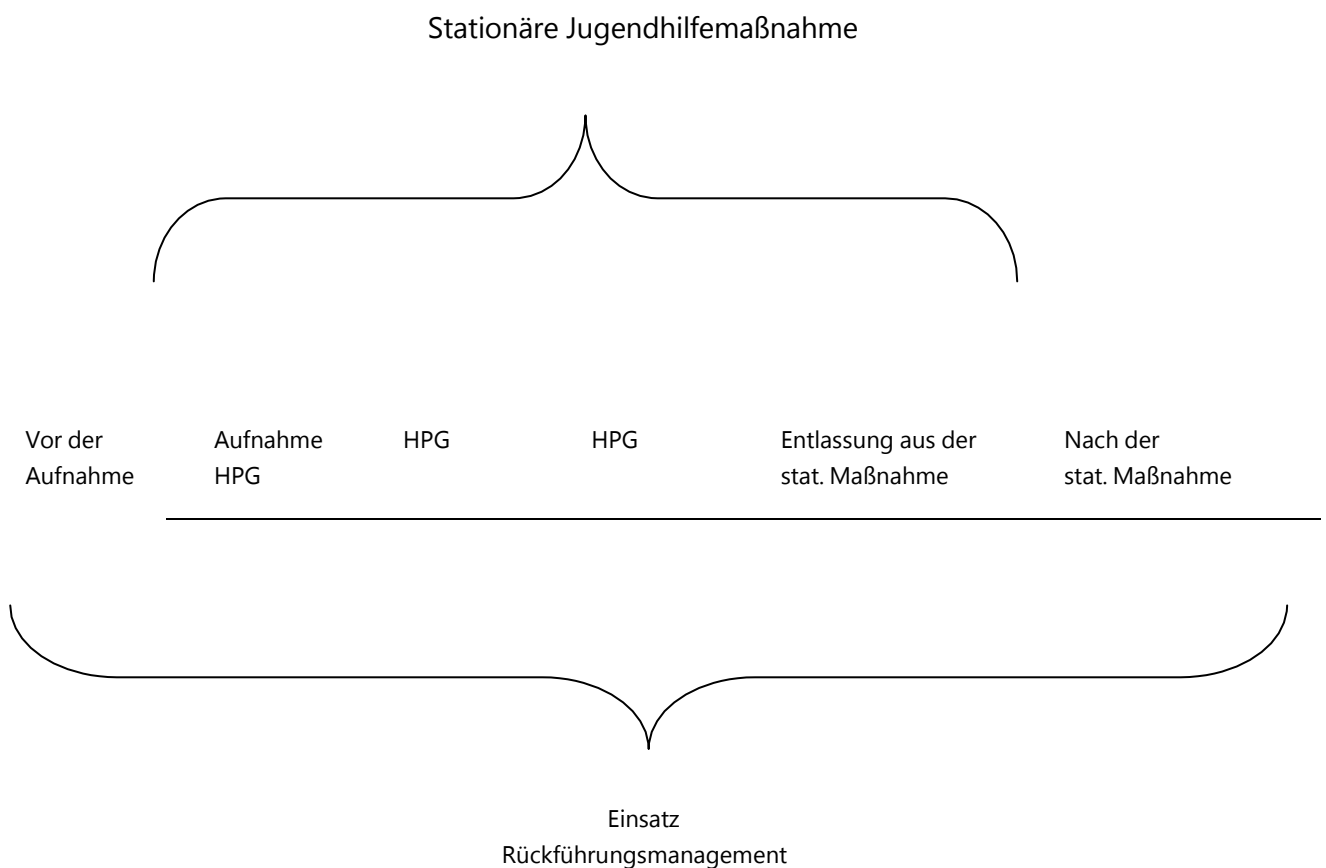 Stationäre Jugendhilfemaßnahme
Vor der
Aufnahme
Aufnahme
HPG
HPG
HPG
Entlassung aus der
stat. Maßnahme
Nach der
stat. Maßnahme
Einsatz
Rückführungsmanagement